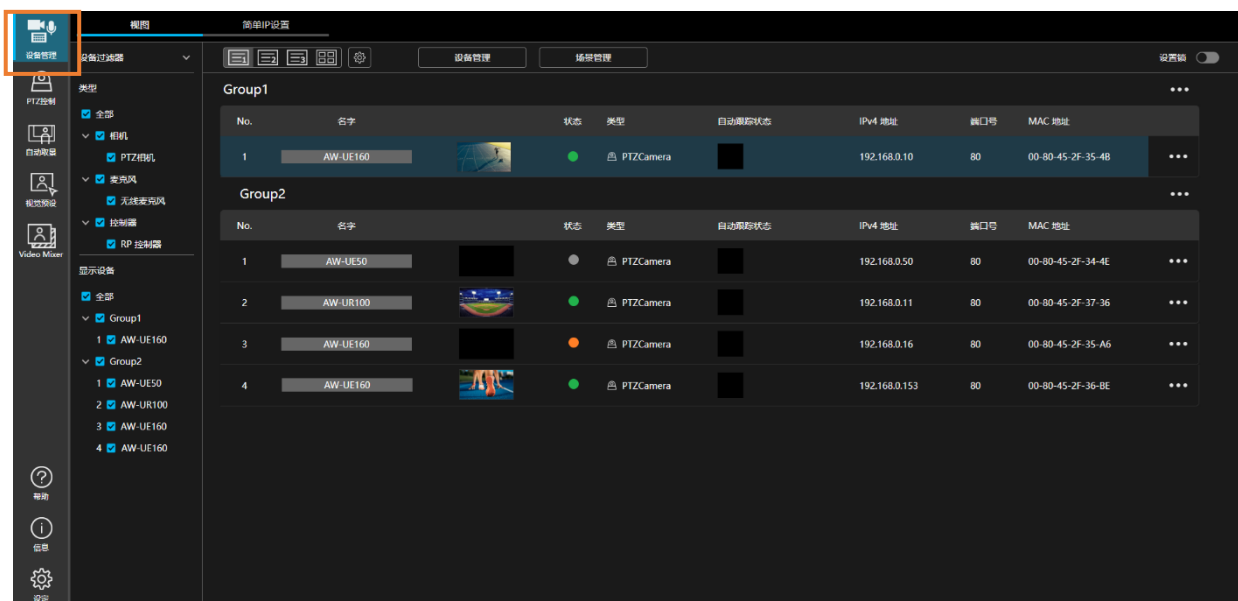 设备管理
PTZ控制
自动取景
视觉预设
Video Mixer
帮助
信息
设定
视图 简单IP设置
设备过滤器
类型
全部
相机
PTZ相机
麦克风
无线麦克风
控制器
RP 控制器
显示设备
全部
Group1
1 AW-UE160
Group2
1 AW-UE50
2 AW-UR100
3 AW-UE160
4 AW-UE160
1 2 3 设备管理 场景管理 设置锁
Group1
No. 名字 状态 类型 自动跟踪状态 IPv4 地址 端口号 MAC 地址
1 AW-UE160 PTZCamera 192.168.0.10 80 00-80-45-2F-35-4B
Group2
No. 名字 状态 类型 自动跟踪状态 IPv4 地址 端口号 MAC 地址
1 AW-UE50 PTZCamera 192.168.0.50 80 00-80-45-2F-34-4E
2 AW-UR100 PTZCamera 192.168.0.11 80 00-80-45-2F-37-36
3 AW-UE160 PTZCamera 192.168.0.16 80 00-80-45-2F-35-A6
4 AW-UE160 PTZCamera 192.168.0.153 80 00-80-45-2F-36-BE